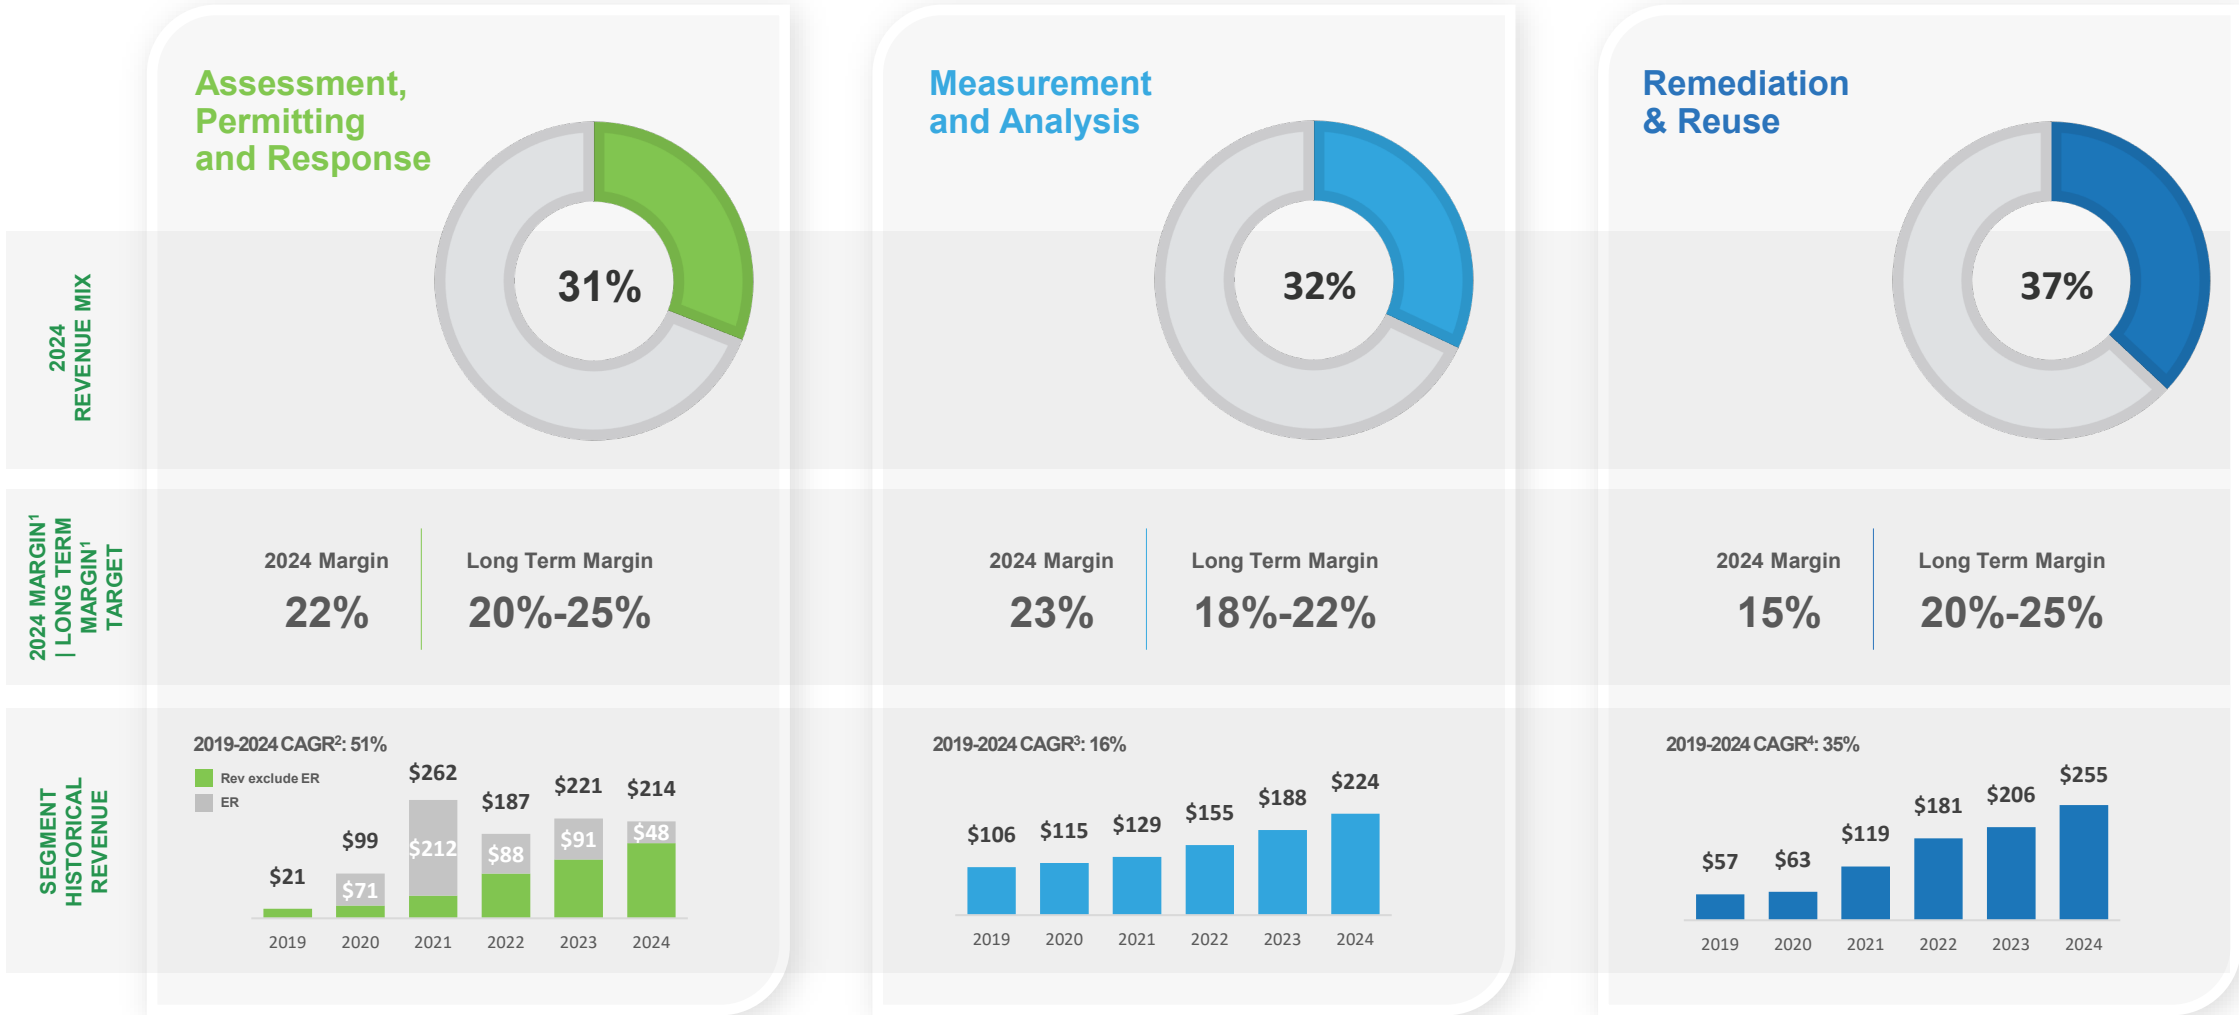 Assessment,
Permitting
and Response
Measurement
and Analysis
Remediation
& Reuse
2024
REVENUE MIX
31%
32%
37%
2024 MARGIN¹
| LONG TERM
MARGIN¹
TARGET
2024 Margin
22%
Long Term Margin
20%-25%
2024 Margin
23%
Long Term Margin
18%-22%
2024 Margin
15%
Long Term Margin
20%-25%
SEGMENT
HISTORICAL
REVENUE
2019-2024 CAGR²: 51%
Rev exclude ER
ER
$21
$99
$262
$187
$221
$214
$71
$212
$88
$91
$48
2019 2020 2021 2022 2023 2024
2019-2024 CAGR³: 16%
$106 $115 $129 $155 $188 $224
2019 2020 2021 2022 2023 2024
2019-2024 CAGR⁴: 35%
$57 $63 $119 $181 $206 $255
2019 2020 2021 2022 2023 2024